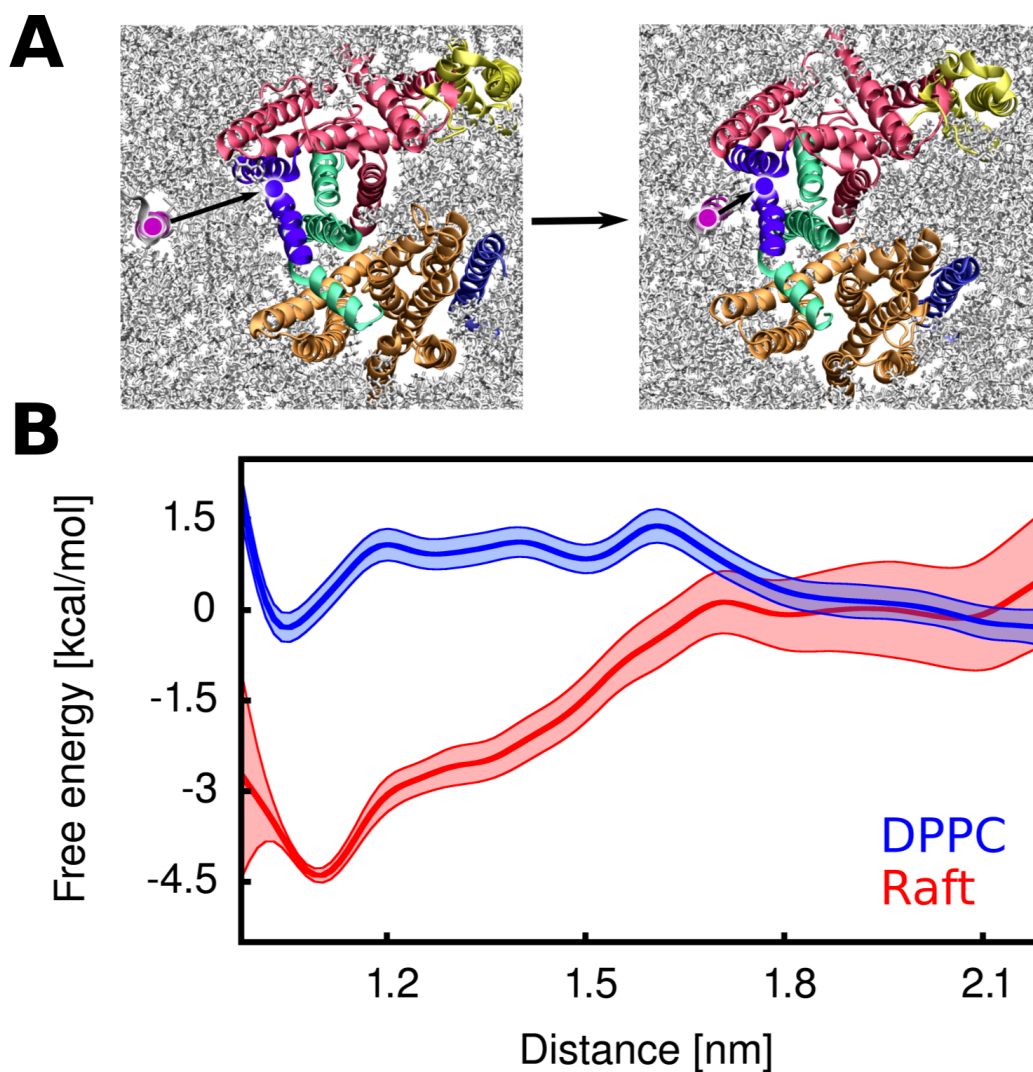 A
B
Free energy [kcal/mol]
1.5
0
-1.5
-3
-4.5
DPPC
Raft
1.2 1.5 1.8 2.1
Distance [nm]